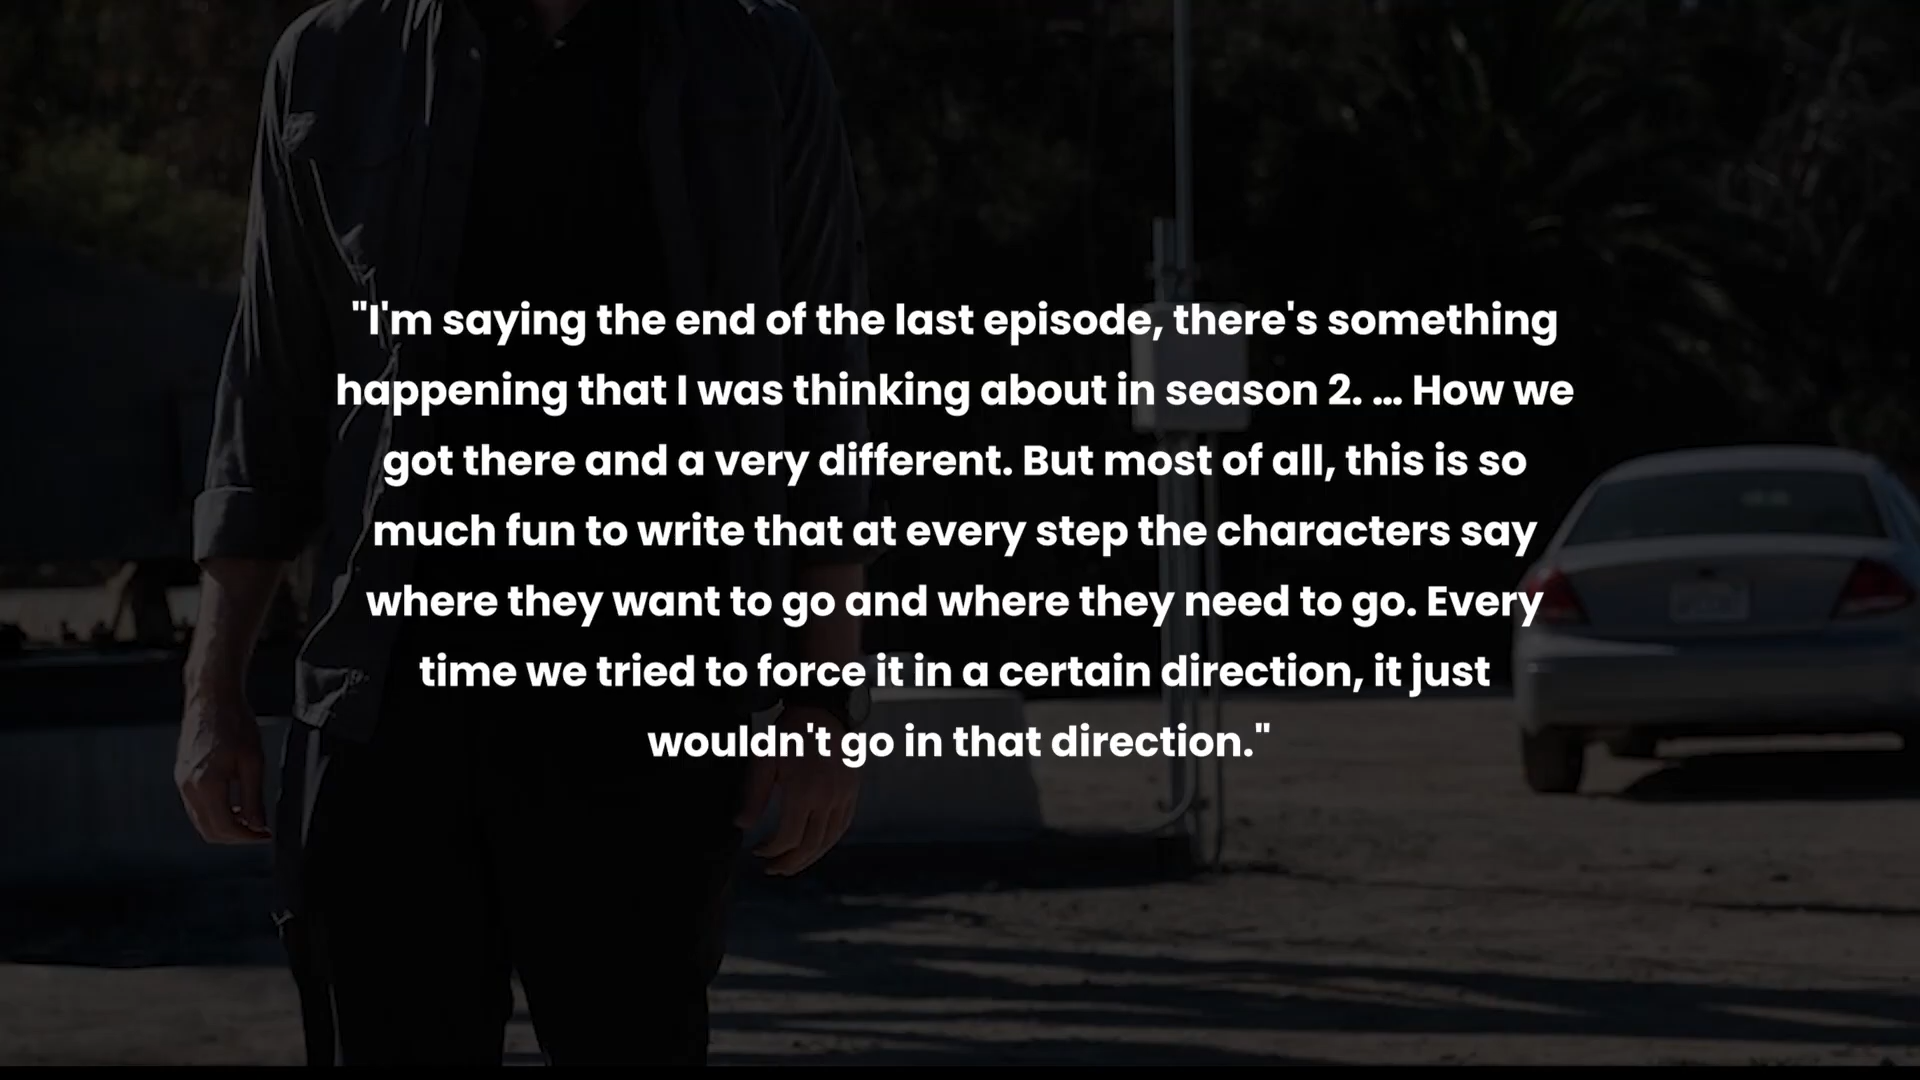 "I'm saying the end of the last episode, there's something
happening that I was thinking about in season 2. ... How we
got there and a very different. But most of all, this is so
much fun to write that at every step the characters say
where they want to go and where they need to go. Every
time we tried to force it in a certain direction, it just
wouldn't go in that direction."